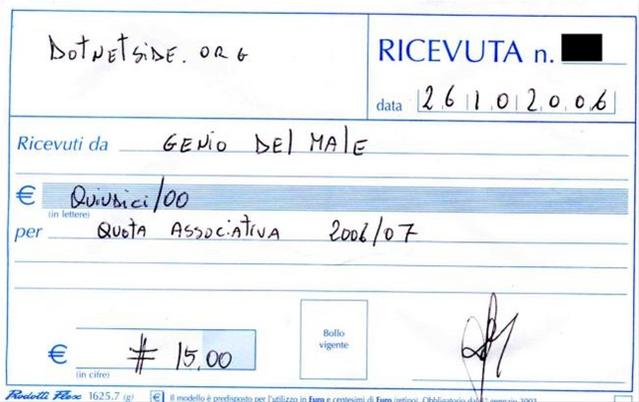 DotNetSide. ORG
RICEVUTA n.
data 26 10 2006
Ricevuti da GENIO DEL MALE
€ Quindici/00
(in lettere)
per QUOTA ASSOCIATIVA 2006/07
Bollo
vigente
€ # 15,00
(in cifre)
Prodotti Flex 1625.7 (g) € Il modello è predisposto per l'utilizzo in Euro e centesimi di Euro